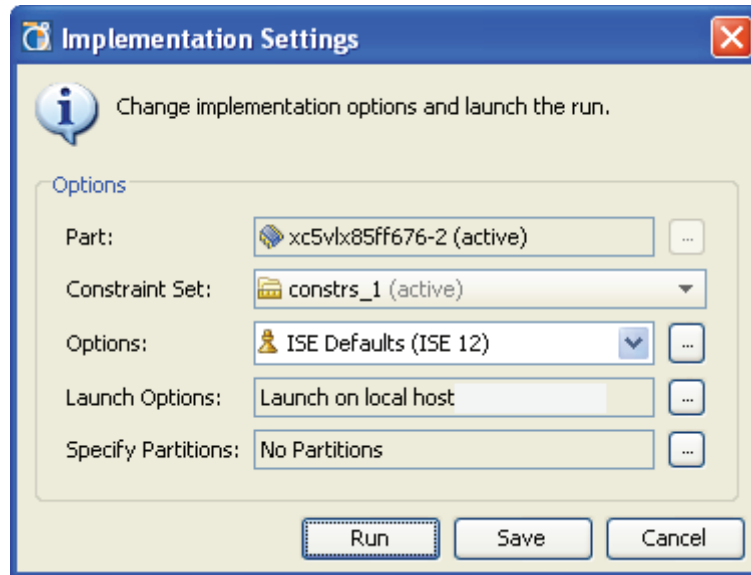 Implementation Settings
Change implementation options and launch the run.
Options
Part: xc5vlx85ff676-2 (active) ...
Constraint Set: constrs_1 (active)
Options: ISE Defaults (ISE 12) ...
Launch Options: Launch on local host ...
Specify Partitions: No Partitions ...
Run Save Cancel